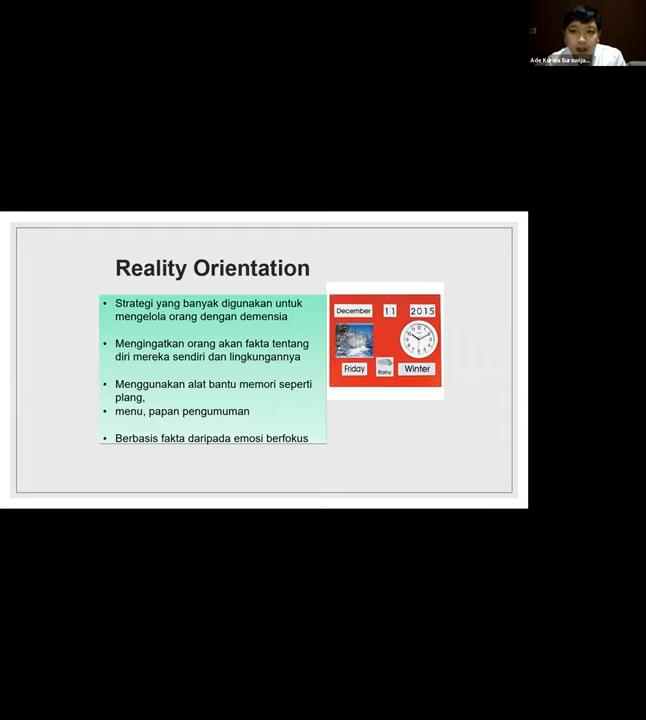 Ade Kurnia Surawija...
Reality Orientation
• Strategi yang banyak digunakan untuk
mengelola orang dengan demensia
• Mengingatkan orang akan fakta tentang
diri mereka sendiri dan lingkungannya
• Menggunakan alat bantu memori seperti
plang,
• menu, papan pengumuman
• Berbasis fakta daripada emosi berfokus
December 11 2015
Friday Rainy Winter